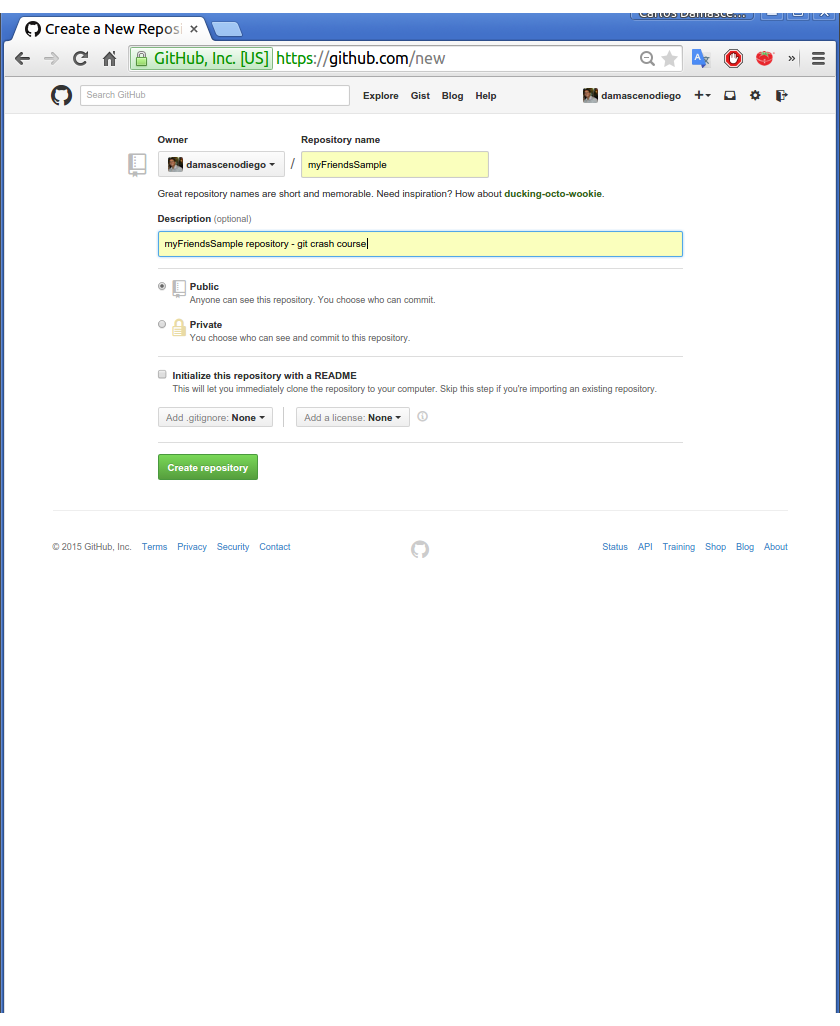 Carlos Damasce...
Create a New Repos
GitHub, Inc. [US] https://github.com/new
Search GitHub Explore Gist Blog Help damascenodiego
Owner Repository name
damascenodiego / myFriendsSample
Great repository names are short and memorable. Need inspiration? How about ducking-octo-wookie.
Description (optional)
myFriendsSample repository - git crash course
Public
Anyone can see this repository. You choose who can commit.
Private
You choose who can see and commit to this repository.
Initialize this repository with a README
This will let you immediately clone the repository to your computer. Skip this step if you're importing an existing repository.
Add .gitignore: None Add a license: None
Create repository
© 2015 GitHub, Inc. Terms Privacy Security Contact Status API Training Shop Blog About